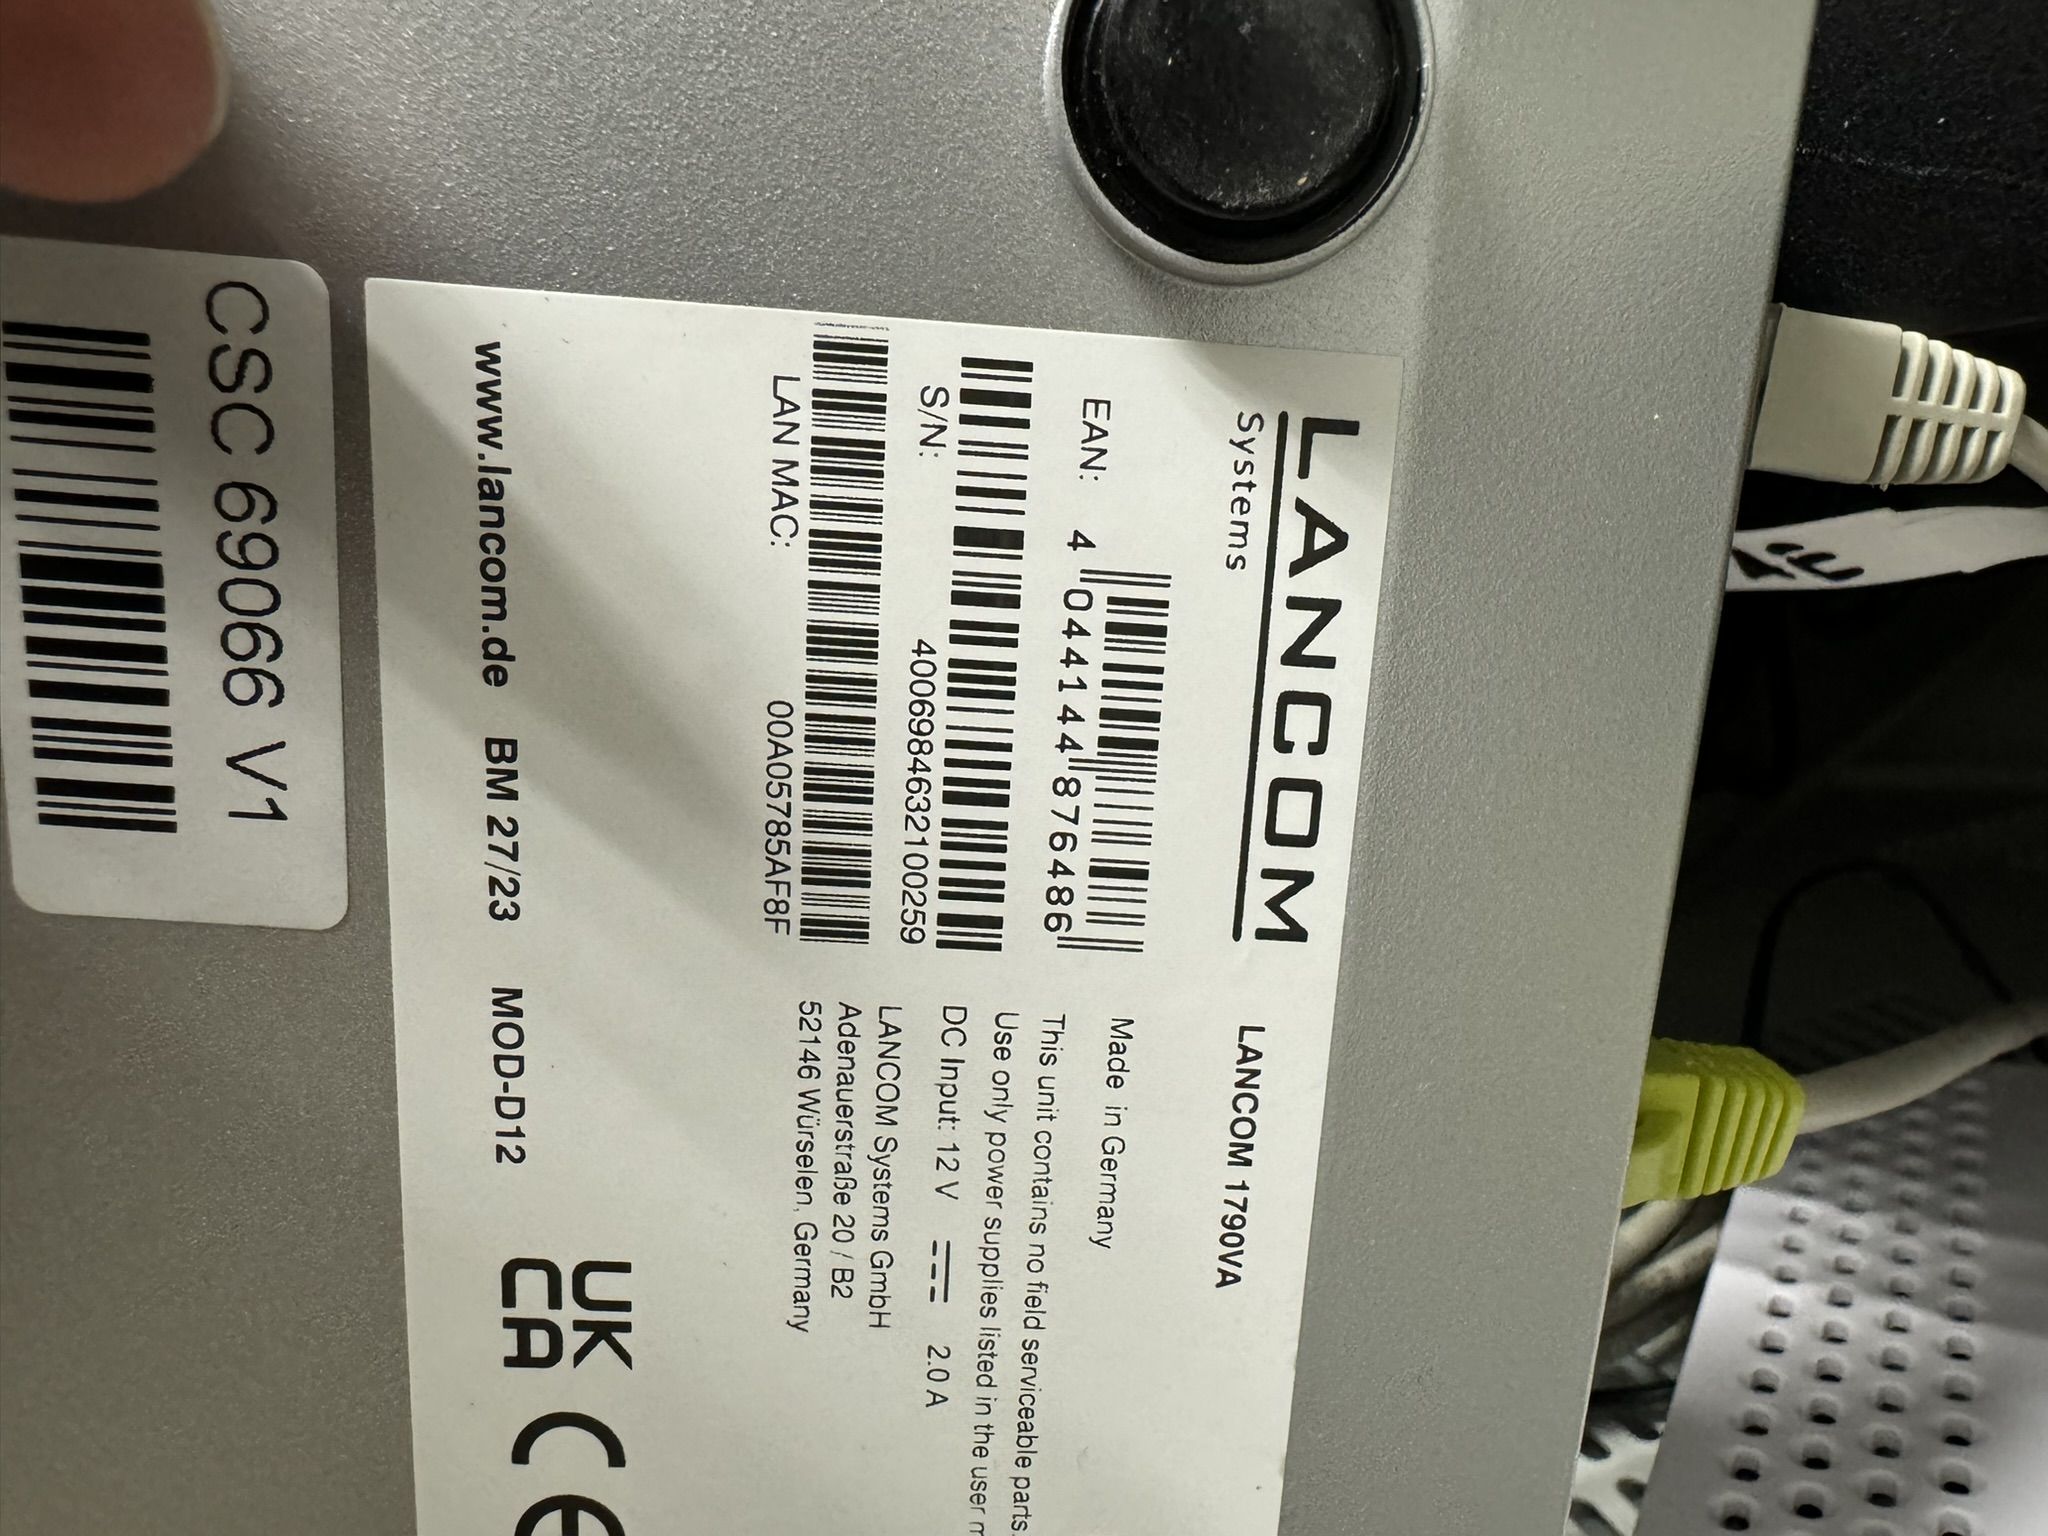 LANCOM
Systems
LANCOM 1790VA
EAN:
4 044144 876486
S/N:
4006984632100259
LAN MAC:
00A05785AF8F
Made in Germany
This unit contains no field serviceable parts.
Use only power supplies listed in the user
DC Input: 12 V 2.0 A
LANCOM Systems GmbH
Adenauerstraße 20 / B2
52146 Würselen, Germany
www.lancom.de BM 27/23 MOD-D12
UK
CA
CE
CSC 69066 V1